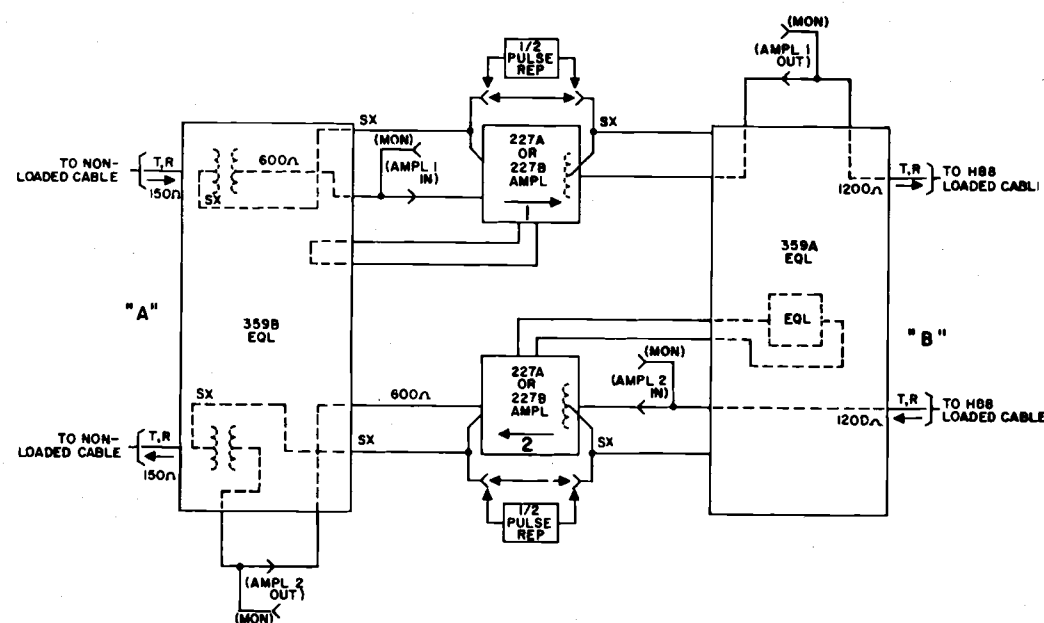 (MON)
(AMPL 1
OUT)
1/2
PULSE
REP
SX
(MON)
(AMPL 1
IN)
227A
OR
227B
AMPL
1
SX
TO NON-
LOADED CABLE
T,R
150Ω
SX
600Ω
1200Ω
T,R
TO H88
LOADED CABL
359A
EQL
"A"
359B
EQL
EQL
"B"
SX
600Ω
227A
OR
227B
AMPL
2
(MON)
(AMPL 2
IN)
SX
SX
TO NON-
LOADED CABLE
T,R
150Ω
1200Ω
T,R
TO H88
LOADED CABLE
1/2
PULSE
REP
(AMPL 2
OUT)
(MON)